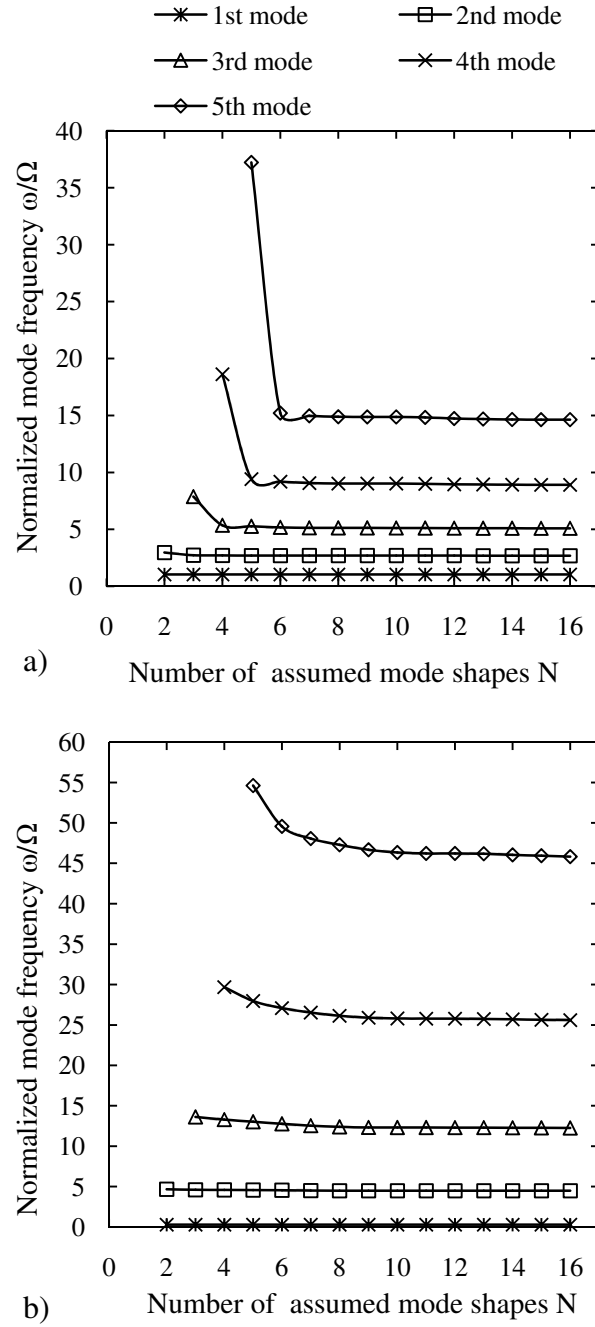 1st mode 2nd mode
3rd mode 4th mode
5th mode
Normalized mode frequency ω/Ω
40
35
30
25
20
15
10
5
0
0 2 4 6 8 10 12 14 16
a)
Number of assumed mode shapes N
Normalized mode frequency ω/Ω
60
55
50
45
40
35
30
25
20
15
10
5
0
0 2 4 6 8 10 12 14 16
b)
Number of assumed mode shapes N